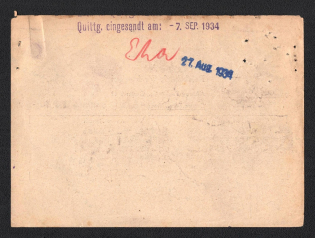 Quittg. eingesandt am: -7. SEP. 1934
27. Aug. 1934